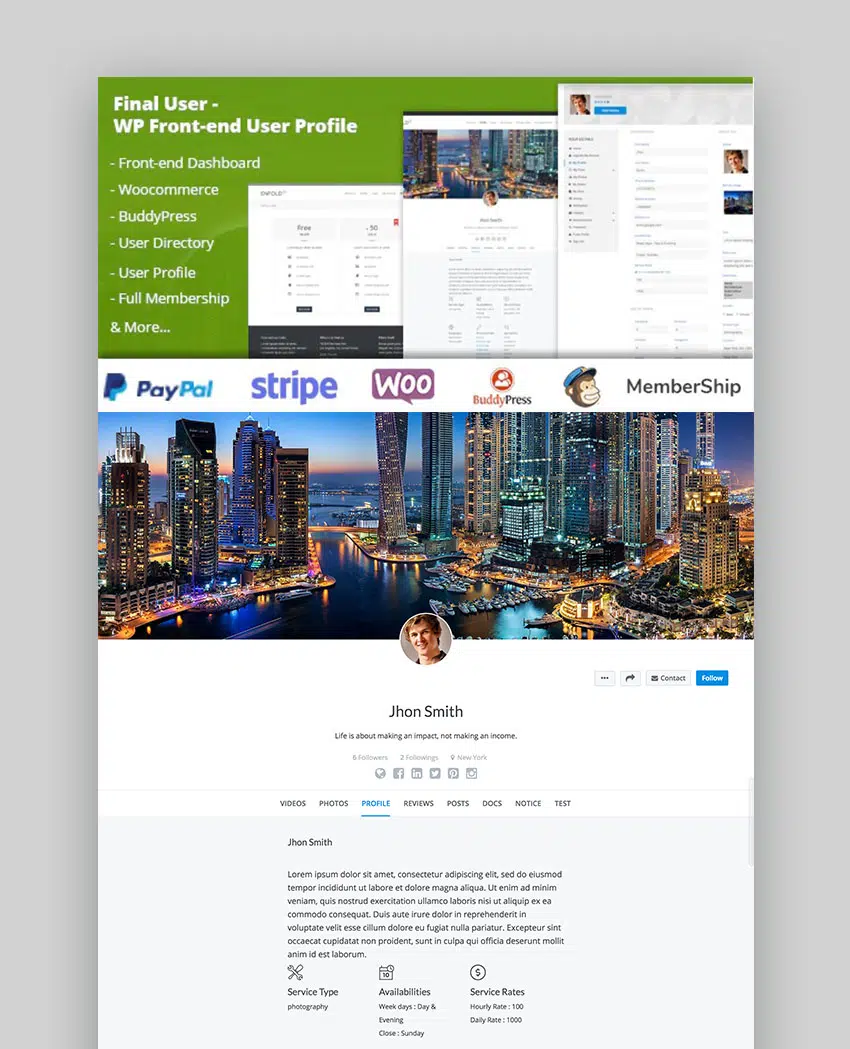 Final User -
WP Front-end User Profile
- Front-end Dashboard
- Woocommerce
- BuddyPress
- User Directory
- User Profile
- Full Membership
& More...
ENFOLD
Free
50
PayPal
stripe
WOO
BuddyPress
MemberShip
Contact
Follow
Jhon Smith
Life is about making an impact, not making an income.
6 Followers 2 Followings New York
VIDEOS PHOTOS PROFILE REVIEWS POSTS DOCS NOTICE TEST
Jhon Smith
Lorem ipsum dolor sit amet, consectetur adipiscing elit, sed do eiusmod
tempor incididunt ut labore et dolore magna aliqua. Ut enim ad minim
veniam, quis nostrud exercitation ullamco laboris nisi ut aliquip ex ea
commodo consequat. Duis aute irure dolor in reprehenderit in
voluptate velit esse cillum dolore eu fugiat nulla pariatur. Excepteur sint
occaecat cupidatat non proident, sunt in culpa qui officia deserunt mollit
anim id est laborum.
Service Type Availabilities Service Rates
photography Week days : Day & Hourly Rate : 100
Evening Daily Rate : 1000
Close : Sunday